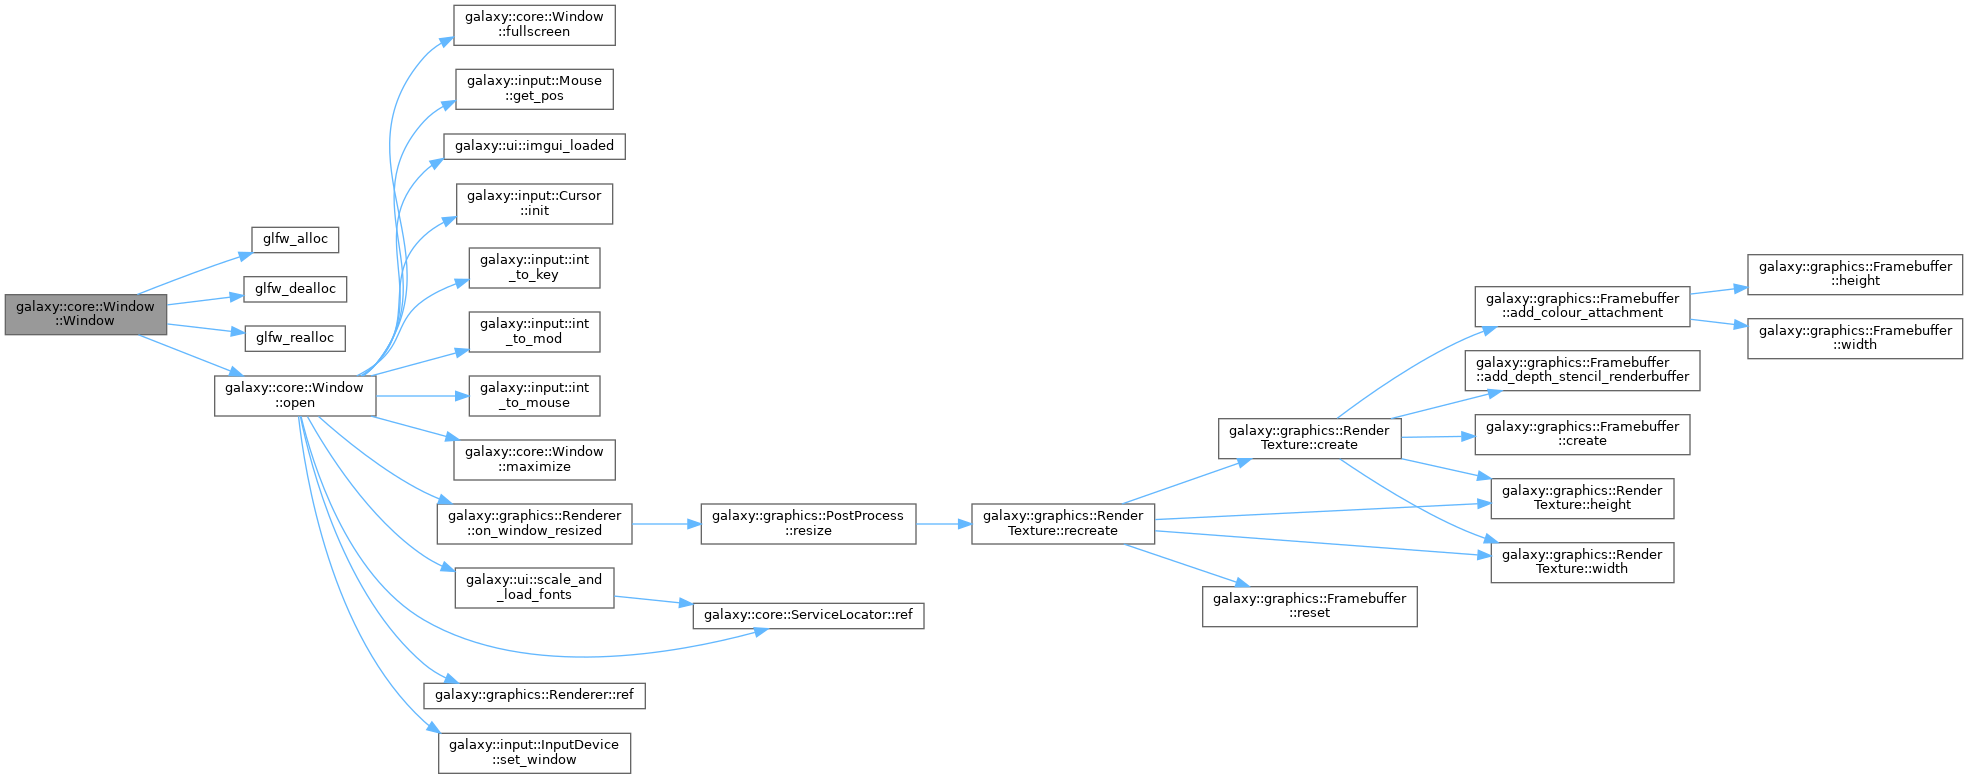 galaxy::core::Window
::Window
glfw_alloc
glfw_dealloc
glfw_realloc
galaxy::core::Window
::open
galaxy::core::Window
::fullscreen
galaxy::input::Mouse
::get_pos
galaxy::ui::imgui_loaded
galaxy::input::Cursor
::init
galaxy::input::int
_to_key
galaxy::input::int
_to_mod
galaxy::input::int
_to_mouse
galaxy::core::Window
::maximize
galaxy::graphics::Renderer
::on_window_resized
galaxy::ui::scale_and
_load_fonts
galaxy::graphics::Renderer::ref
galaxy::input::InputDevice
::set_window
galaxy::graphics::PostProcess
::resize
galaxy::core::ServiceLocator::ref
galaxy::graphics::Render
Texture::recreate
galaxy::graphics::Render
Texture::create
galaxy::graphics::Framebuffer
::reset
galaxy::graphics::Framebuffer
::add_colour_attachment
galaxy::graphics::Framebuffer
::add_depth_stencil_renderbuffer
galaxy::graphics::Framebuffer
::create
galaxy::graphics::Render
Texture::height
galaxy::graphics::Render
Texture::width
galaxy::graphics::Framebuffer
::height
galaxy::graphics::Framebuffer
::width